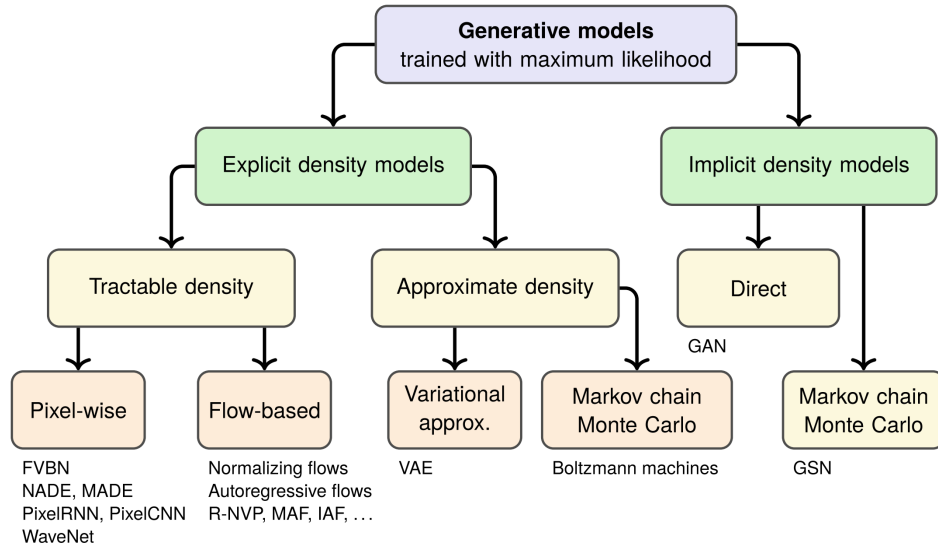 Generative models
trained with maximum likelihood
Explicit density models
Implicit density models
Tractable density
Approximate density
Direct
GAN
Pixel-wise
Flow-based
Variational
approx.
Markov chain
Monte Carlo
Markov chain
Monte Carlo
FVBN
NADE, MADE
PixelRNN, PixelCNN
WaveNet
Normalizing flows
Autoregressive flows
R-NVP, MAF, IAF, ...
VAE
Boltzmann machines
GSN